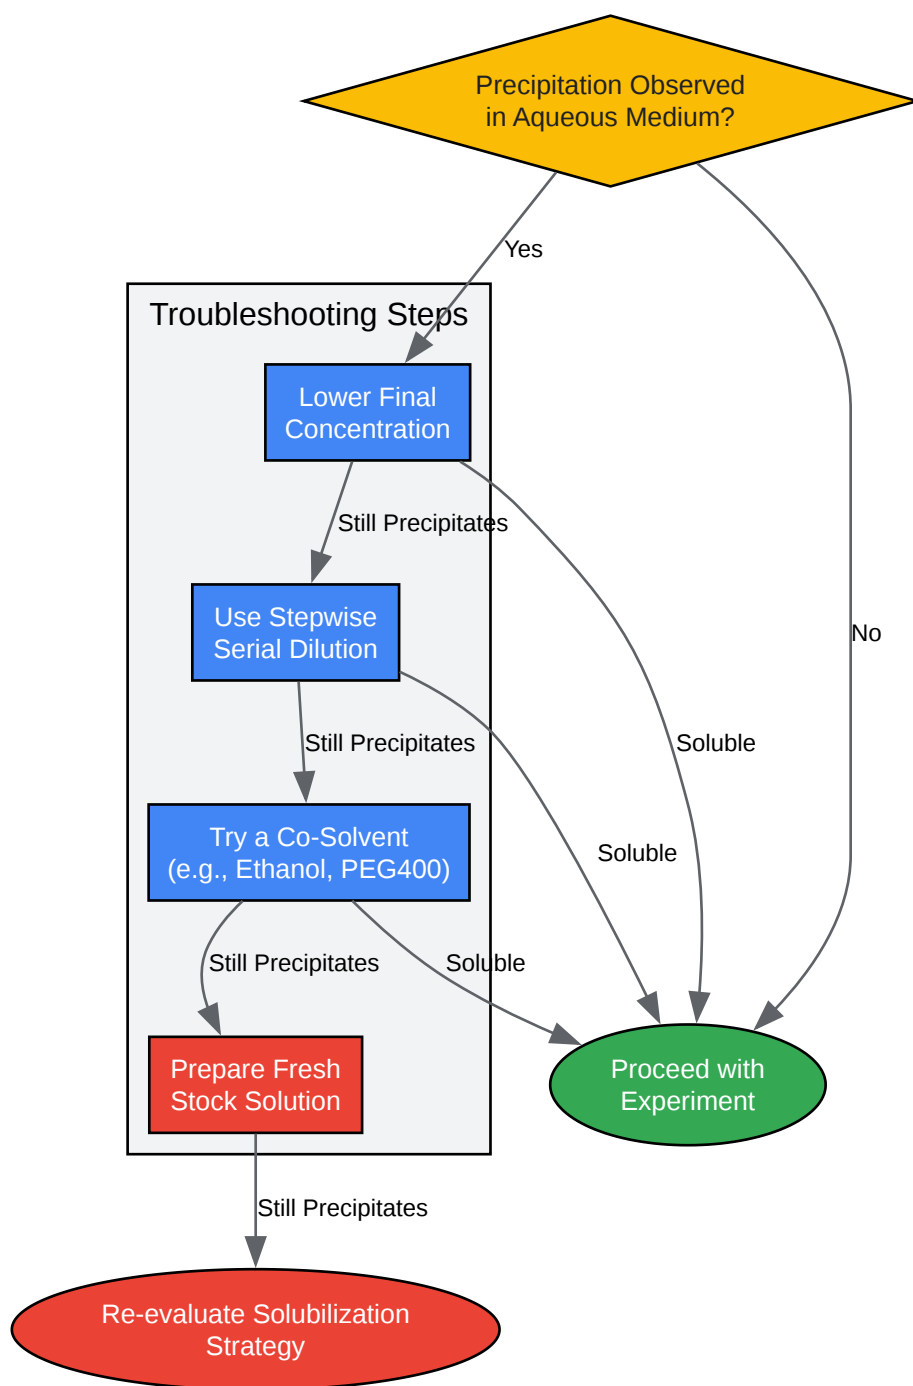 Precipitation Observed
in Aqueous Medium?
Yes
Troubleshooting Steps
Lower Final
Concentration
Still Precipitates
Use Stepwise
Serial Dilution
No
Still Precipitates
Soluble
Try a Co-Solvent
(e.g., Ethanol, PEG400)
Soluble
Still Precipitates
Soluble
Prepare Fresh
Stock Solution
Proceed with
Experiment
Still Precipitates
Re-evaluate Solubilization
Strategy